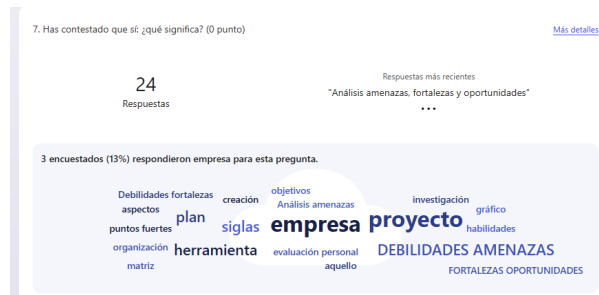 7. Has contestado que sí: ¿qué significa? (0 punto)
Más detalles
24
Respuestas
Respuestas más recientes
"Análisis amenazas, fortalezas y oportunidades"
...
3 encuestados (13%) respondieron empresa para esta pregunta.
Debilidades fortalezas
creación
objetivos
Análisis amenazas
investigación
aspectos
plan
gráfico
puntos fuertes
siglas
empresa
proyecto
habilidades
organización
herramienta
evaluación personal
DEBILIDADES AMENAZAS
matriz
aquello
FORTALEZAS OPORTUNIDADES